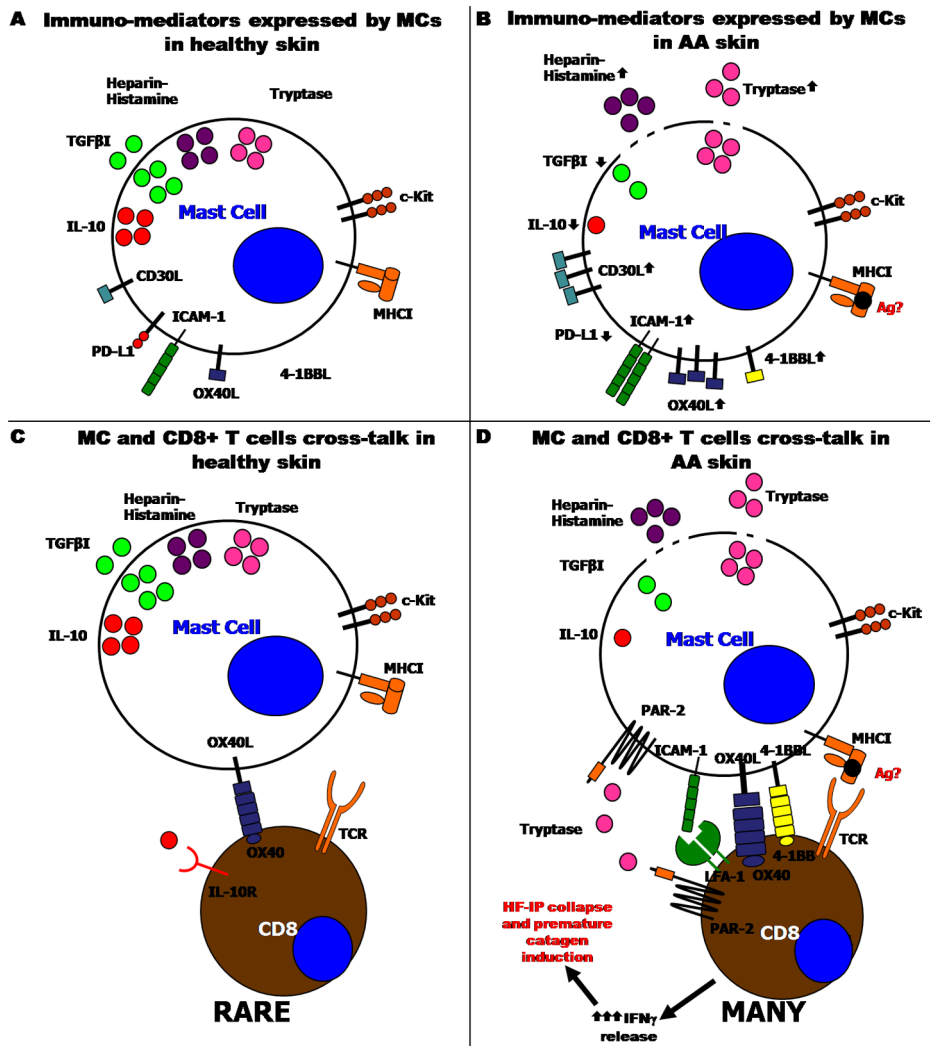 A Immuno-mediators expressed by MCs
in healthy skin
Heparin-
Histamine
Tryptase
TGFβI
IL-10
Mast Cell
c-Kit
CD30L
MHCI
ICAM-1
PD-L1
4-1BBL
OX40L
B Immuno-mediators expressed by MCs
in AA skin
Heparin-
Histamine⬆
Tryptase⬆
TGFβI ⬇
IL-10⬇
Mast Cell
c-Kit
CD30L⬆
MHCI
Ag?
ICAM-1⬆
PD-L1⬇
4-1BBL⬆
OX40L⬆
C MC and CD8+ T cells cross-talk in
healthy skin
Heparin-
Histamine
Tryptase
TGFβI
IL-10
Mast Cell
c-Kit
MHCI
OX40L
TCR
OX40
IL-10R
CD8
RARE
D MC and CD8+ T cells cross-talk in
AA skin
Tryptase
Heparin-
Histamine
TGFβI
IL-10
Mast Cell
c-Kit
PAR-2
ICAM-1
OX40L
4-1BBL
MHCI
Ag?
Tryptase
TCR
4-1BB
LFA-1
OX40
HF-IP collapse
and premature
catagen
induction
PAR-2
CD8
MANY
⬆⬆⬆IFNγ
release